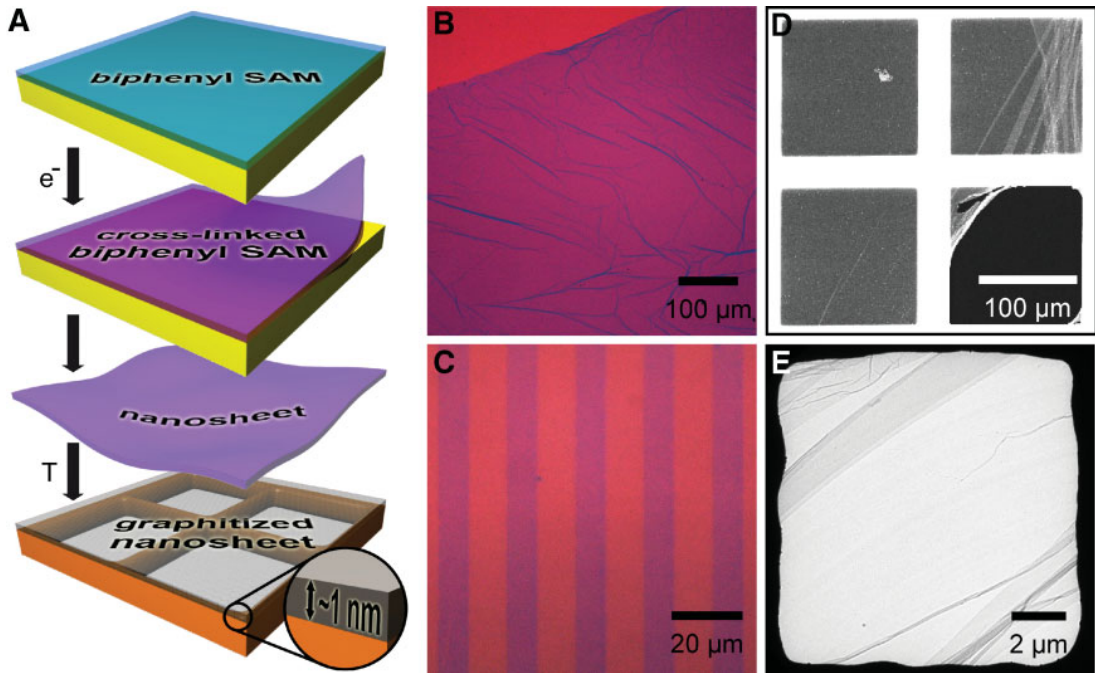 A
biphenyl SAM
e-
cross-linked
biphenyl SAM
nanosheet
T
graphitized
nanosheet
~1 nm
B
100 µm
C
20 µm
D
100 µm
E
2 µm